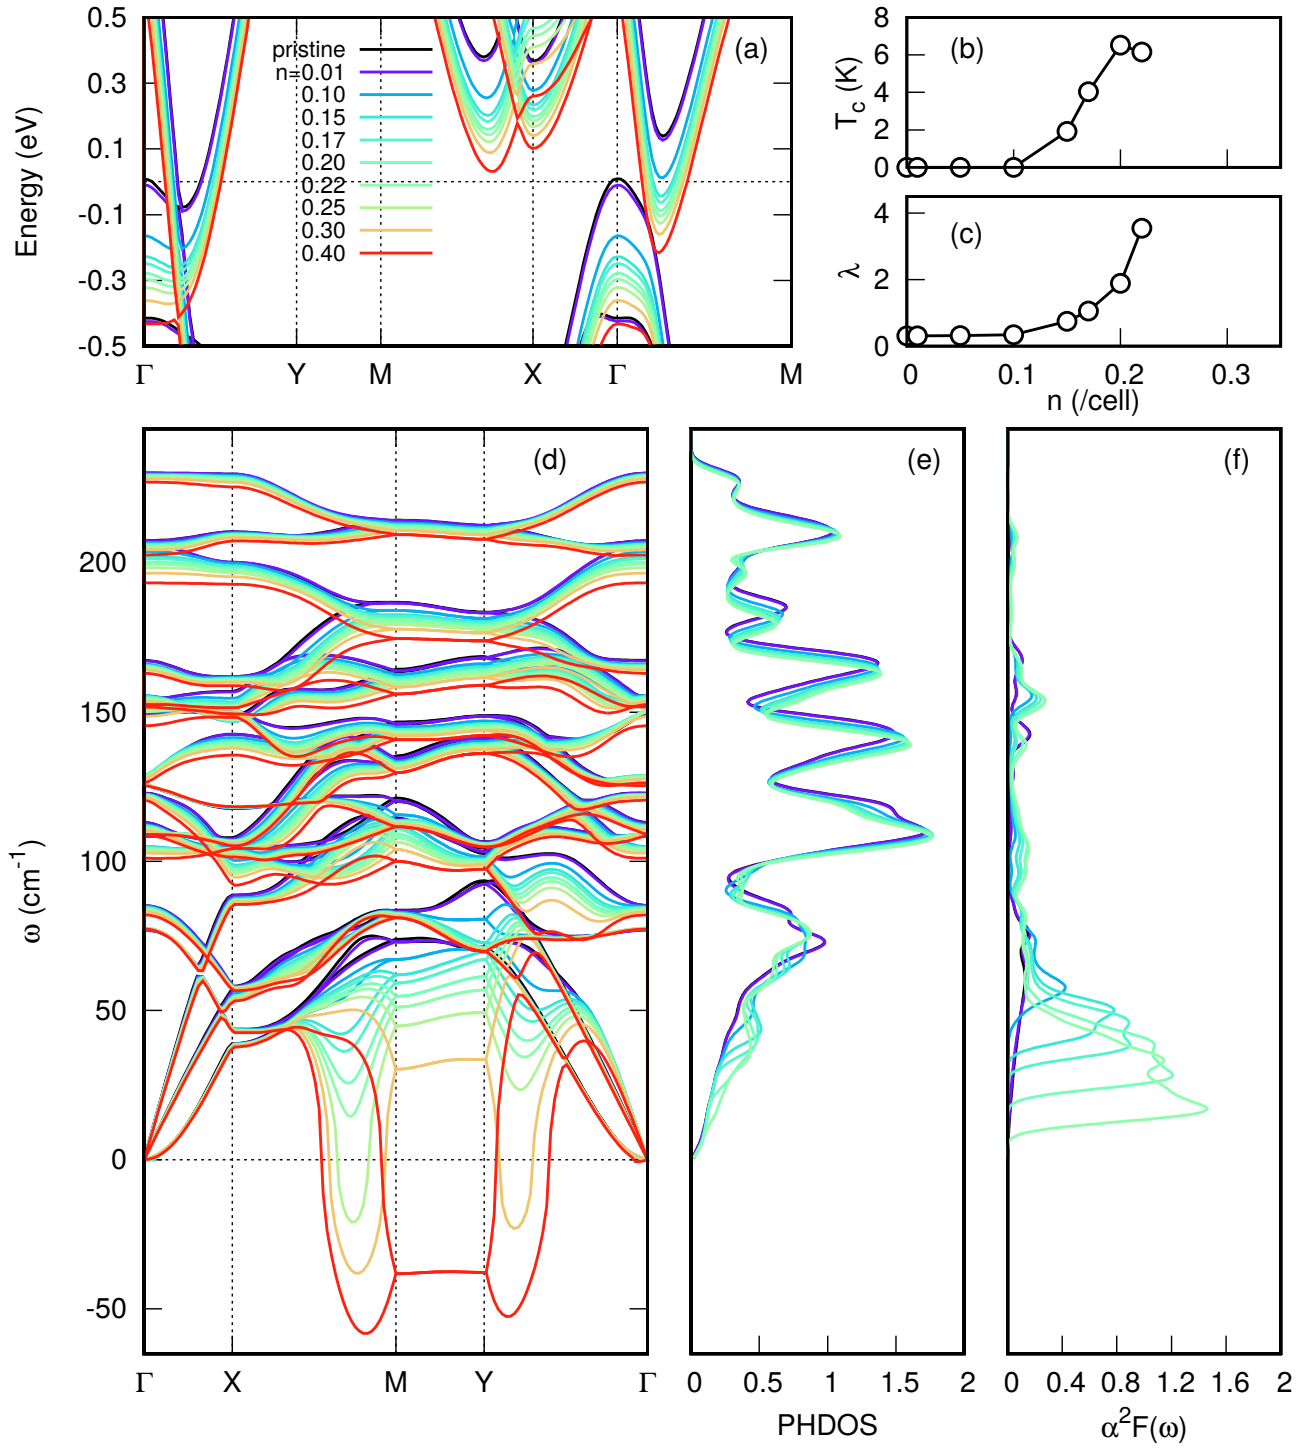 0.5
0.3
0.1
-0.1
-0.3
-0.5
Energy (eV)
pristine
n=0.01
0.10
0.15
0.17
0.20
0.22
0.25
0.30
0.40
(a)
Γ Y M X Γ M
8
6
4
2
0
T_c (K)
(b)
4
2
0
λ
(c)
0 0.1 0.2 0.3
n (/cell)
200
150
100
50
0
-50
ω (cm⁻¹)
(d)
Γ X M Y Γ
(e)
0 0.5 1 1.5 2
PHDOS
(f)
0 0.4 0.8 1.2 1.6 2
α²F(ω)